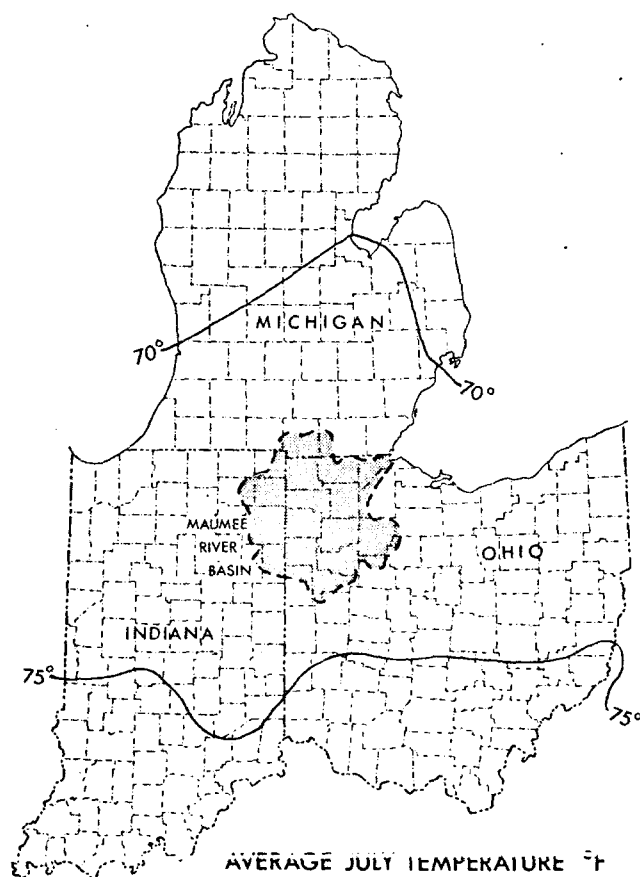 MICHIGAN
70°
70°
MAUMEE
RIVER
BASIN
OHIO
INDIANA
75°
75°
AVERAGE JULY TEMPERATURE °F